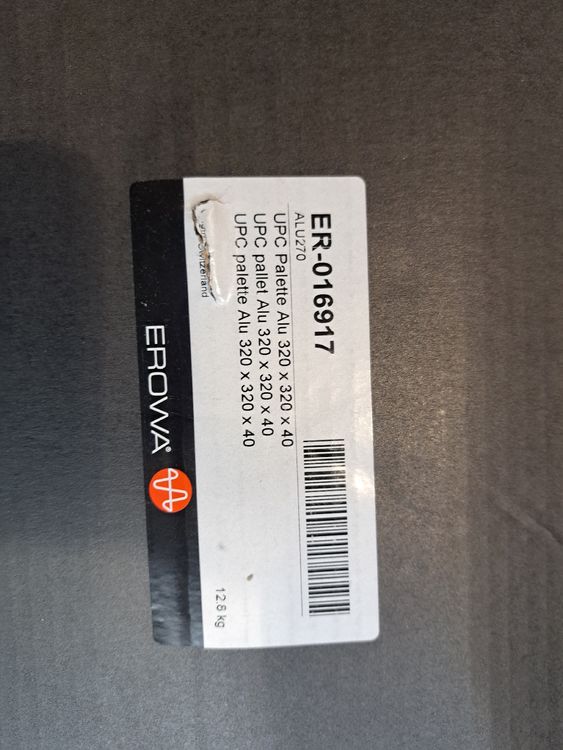 ER-016917
ALU270
UPC Palette Alu 320 x 320 x 40
UPC pallet Alu 320 x 320 x 40
UPC palette Alu 320 x 320 x 40
Switzerland
12.8 kg
EROWA®